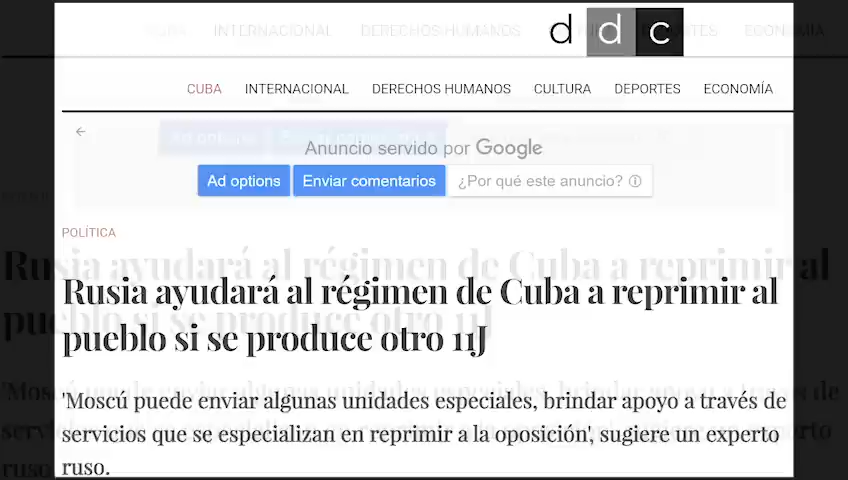 ddc
CUBA INTERNACIONAL DERECHOS HUMANOS CULTURA DEPORTES ECONOMÍA
Anuncio servido por Google
Ad options Enviar comentarios ¿Por qué este anuncio?
POLÍTICA
Rusia ayudará al régimen de Cuba a reprimir al
pueblo si se produce otro 11J
'Moscú puede enviar algunas unidades especiales, brindar apoyo a través de
servicios que se especializan en reprimir a la oposición', sugiere un experto
ruso.